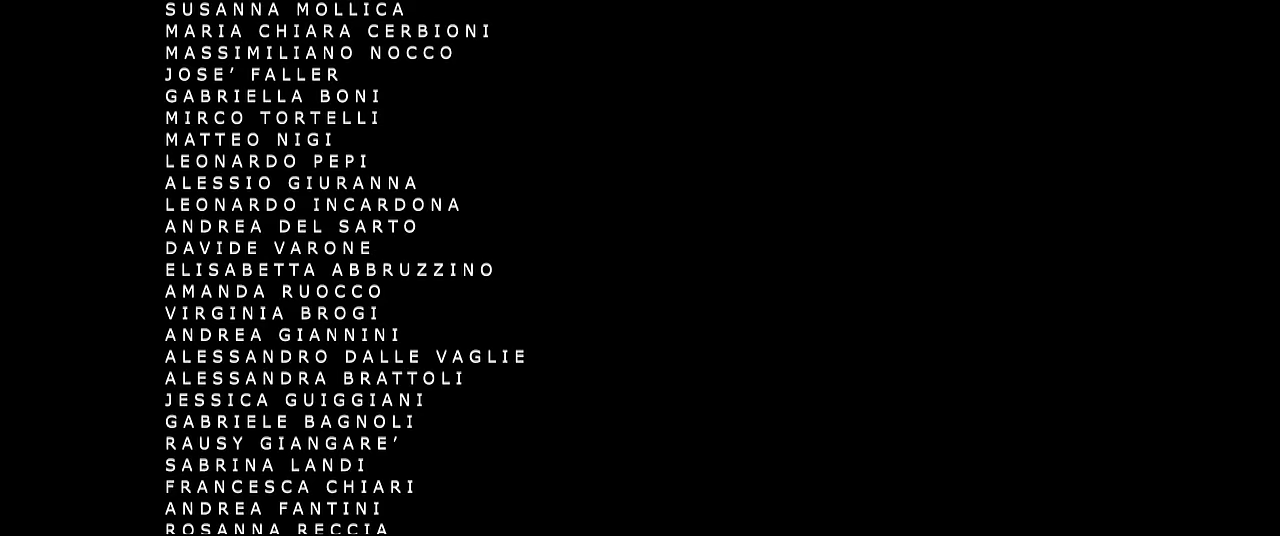 SUSANNA MOLLICA
MARIA CHIARA CERBIONI
MASSIMILIANO NOCCO
JOSE’ FALLER
GABRIELLA BONI
MIRCO TORTELLI
MATTEO NIGI
LEONARDO PEPI
ALESSIO GIURANNA
LEONARDO INCARDONA
ANDREA DEL SARTO
DAVIDE VARONE
ELISABETTA ABBRUZZINO
AMANDA RUOCCO
VIRGINIA BROGI
ANDREA GIANNINI
ALESSANDRO DALLE VAGLIE
ALESSANDRA BRATTOLI
JESSICA GUIGGIANI
GABRIELE BAGNOLI
RAUSY GIANGARE’
SABRINA LANDI
FRANCESCA CHIARI
ANDREA FANTINI
ROSANNA RECCIA